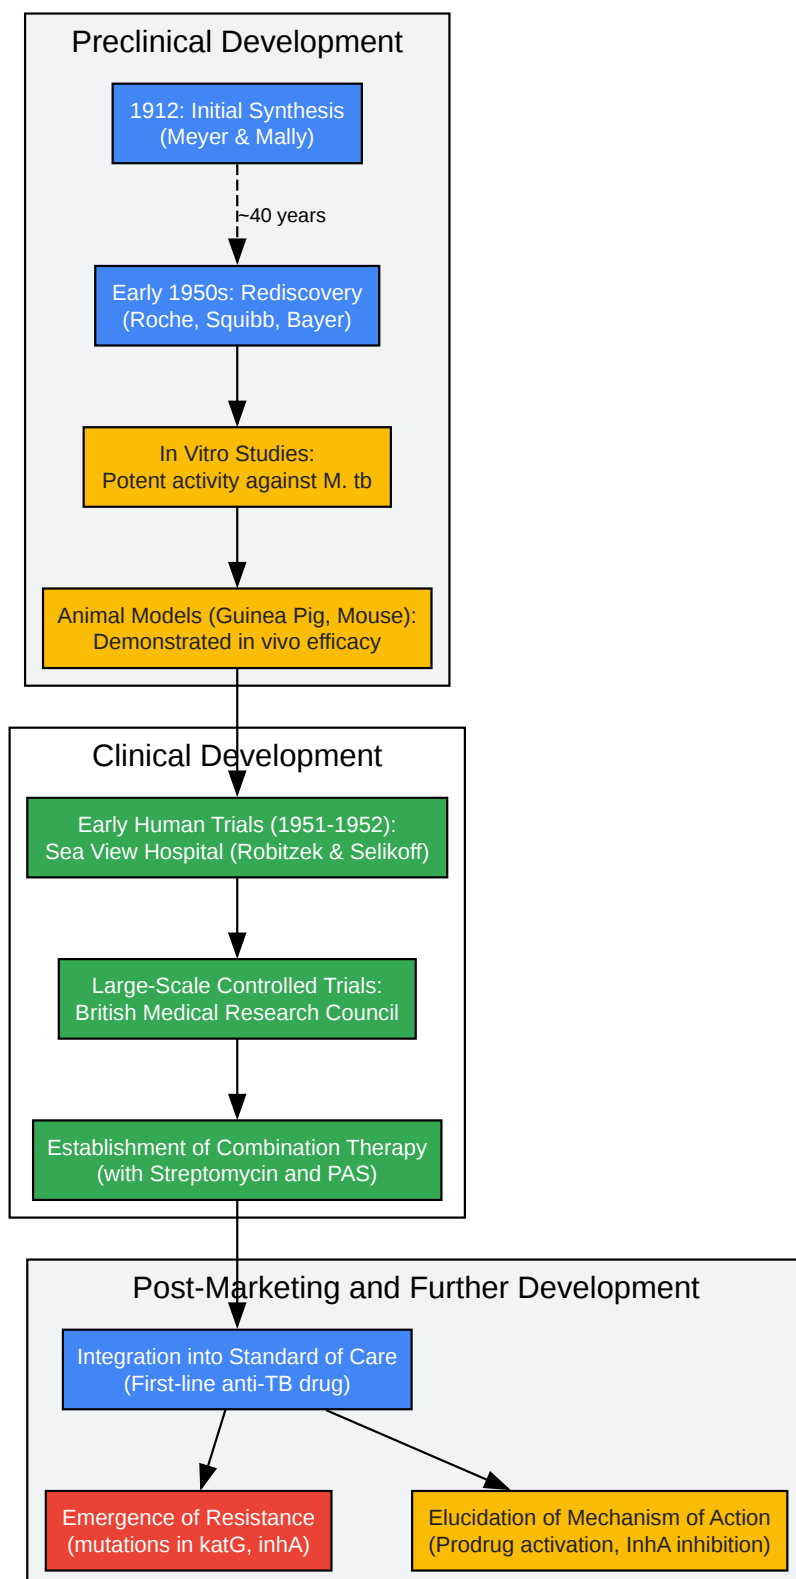 Preclinical Development
1912: Initial Synthesis
(Meyer & Mally)
~40 years
Early 1950s: Rediscovery
(Roche, Squibb, Bayer)
In Vitro Studies:
Potent activity against M. tb
Animal Models (Guinea Pig, Mouse):
Demonstrated in vivo efficacy
Clinical Development
Early Human Trials (1951-1952):
Sea View Hospital (Robitzek & Selikoff)
Large-Scale Controlled Trials:
British Medical Research Council
Establishment of Combination Therapy
(with Streptomycin and PAS)
Post-Marketing and Further Development
Integration into Standard of Care
(First-line anti-TB drug)
Emergence of Resistance
(mutations in katG, inhA)
Elucidation of Mechanism of Action
(Prodrug activation, InhA inhibition)